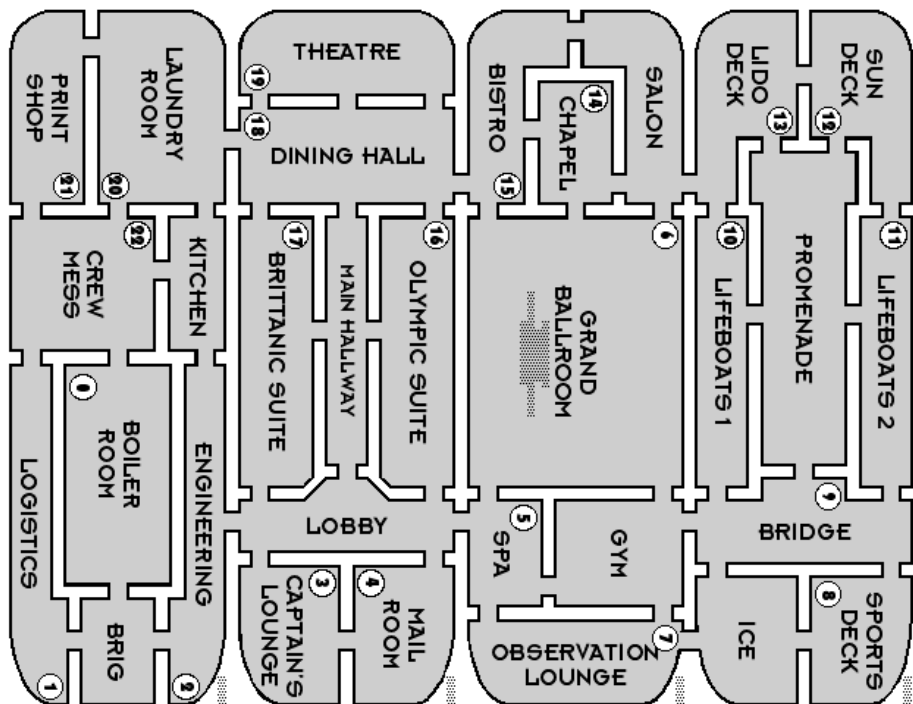 THEATRE
19
18
DINING HALL
LAUNDRY
ROOM
PRINT
SHOP
21
20
22
BISTRO
14
CHAPEL
15
SALON
LIDO
DECK
SUN
DECK
13
12
CREW
MESS
KITCHEN
17
BRITTANIC SUITE
MAIN HALLWAY
16
OLYMPIC SUITE
6
GRAND
BALLROOM
10
LIFEBOATS 1
PROMENADE
11
LIFEBOATS 2
0
BOILER
ROOM
LOGISTICS
ENGINEERING
LOBBY
5
SPA
GYM
9
BRIDGE
3
CAPTAIN'S
LOUNGE
4
MAIL
ROOM
7
OBSERVATION
LOUNGE
ICE
8
SPORTS
DECK
1
BRIG
2